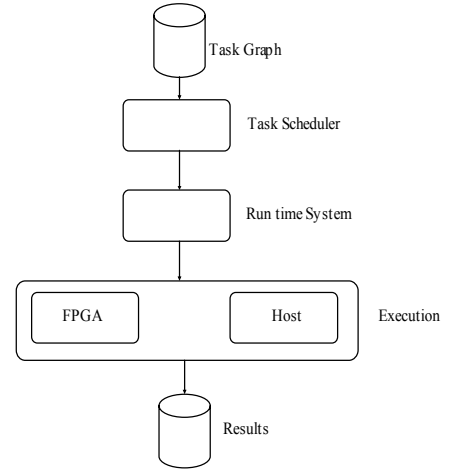 Task Graph
Task Scheduler
Run time System
FPGA
Host
Execution
Results